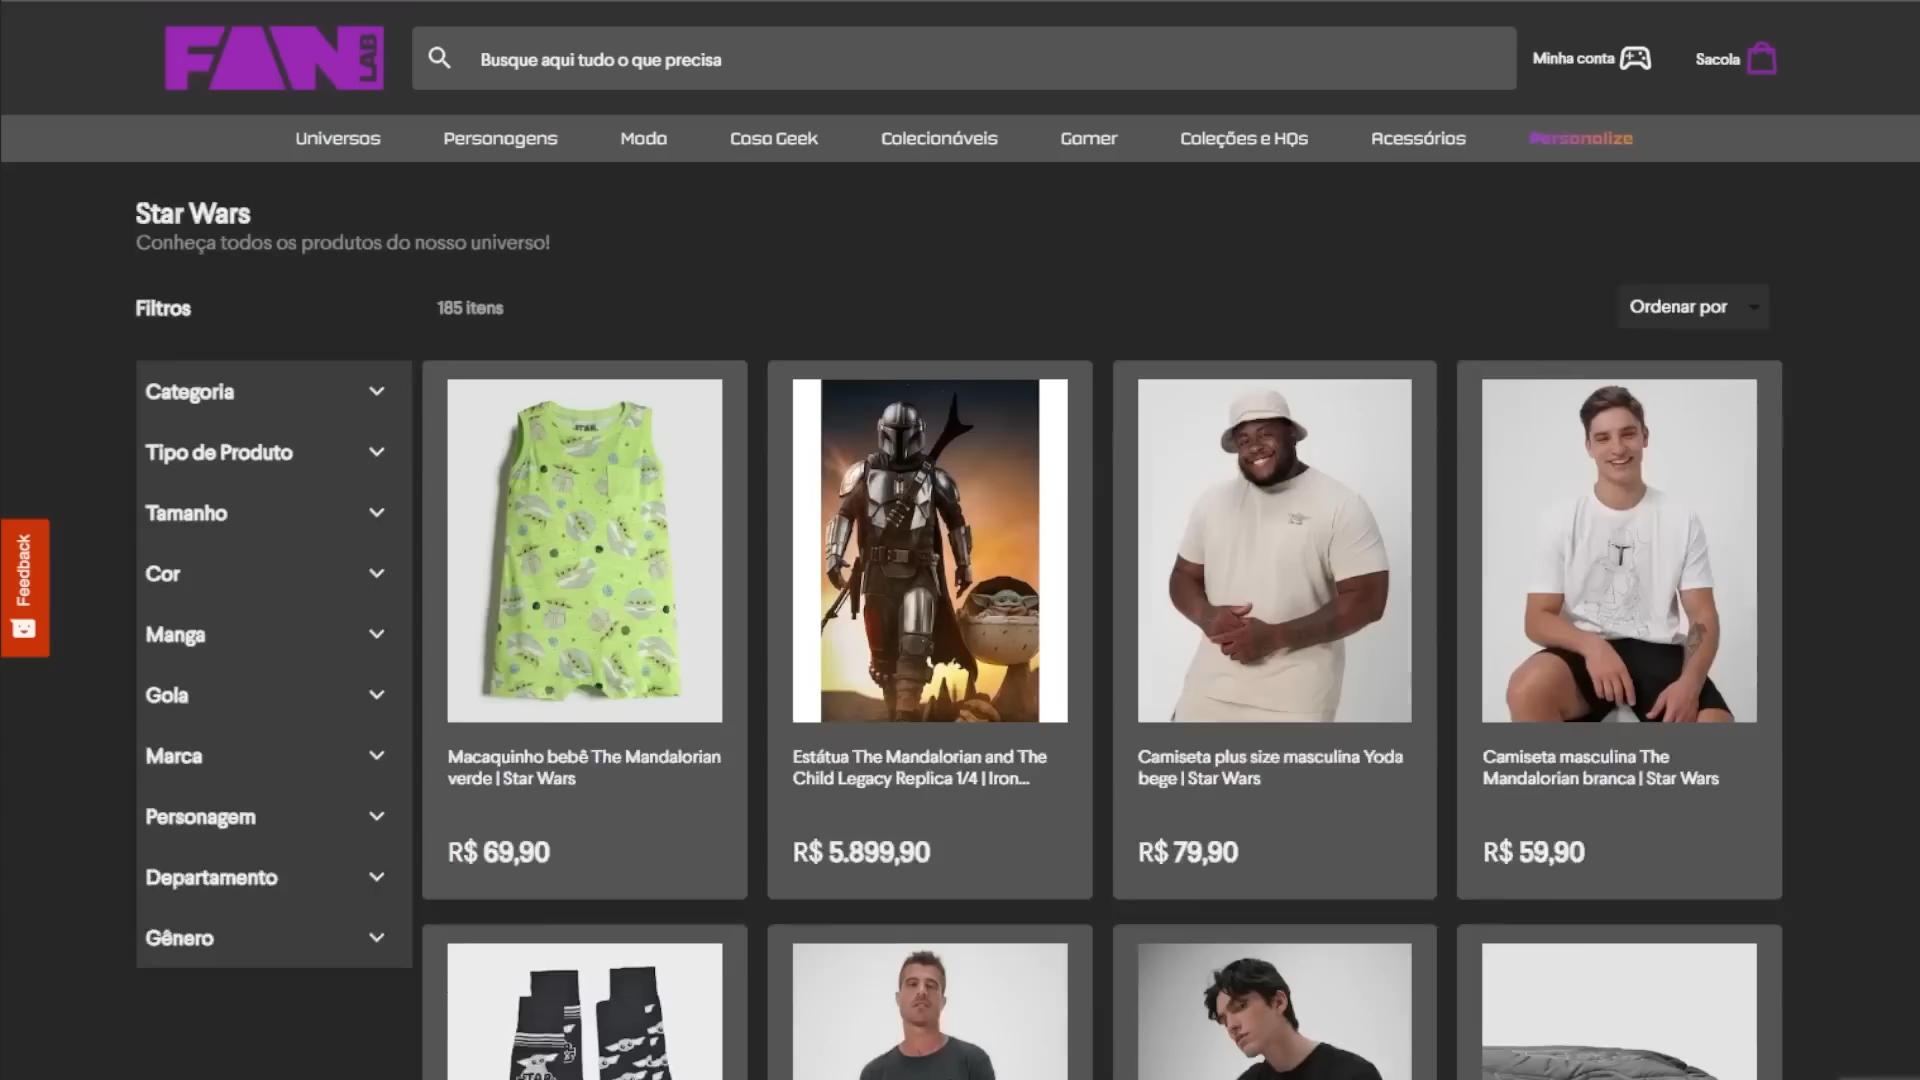 FAN LAB
Busque aqui tudo o que precisa
Minha conta
Sacola
Universos Personagens Moda Casa Geek Colecionáveis Gamer Coleções e HQs Acessórios Personalize
Star Wars
Conheça todos os produtos do nosso universo!
Filtros
185 itens
Ordenar por
Categoria
Tipo de Produto
Tamanho
Cor
Manga
Gola
Marca
Personagem
Departamento
Gênero
Feedback
Macaquinho bebê The Mandalorian
verde | Star Wars
R$ 69,90
Estátua The Mandalorian and The
Child Legacy Replica 1/4 | Iron...
R$ 5.899,90
Camiseta plus size masculina Yoda
bege | Star Wars
R$ 79,90
Camiseta masculina The
Mandalorian branca | Star Wars
R$ 59,90
STAR